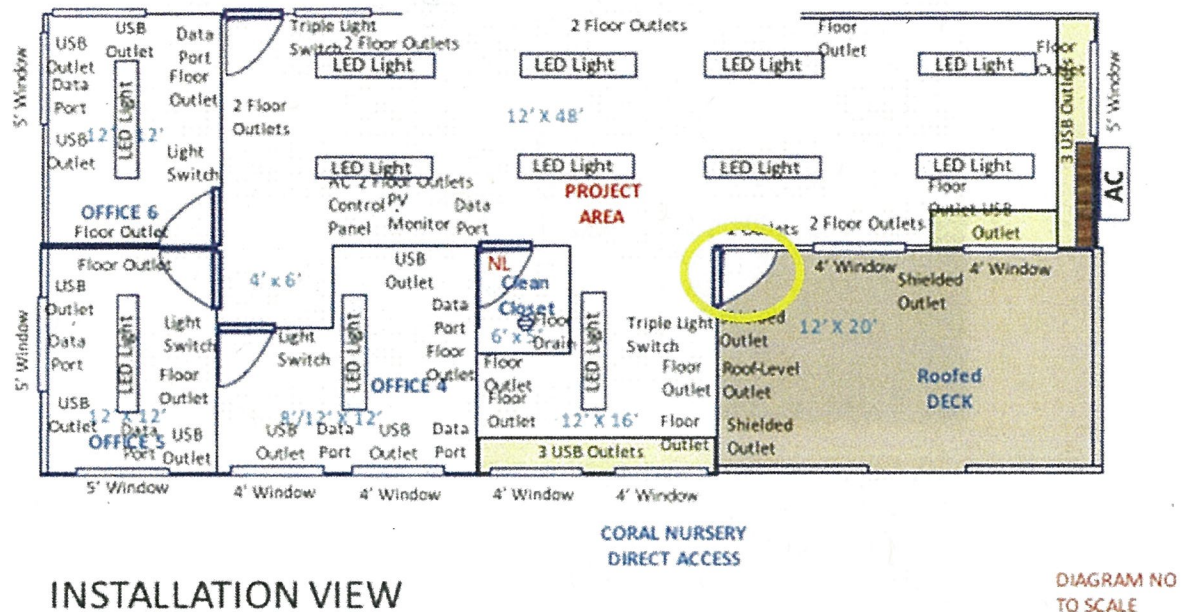 USB
Outlet
USB
Outlet
Data
Port
Data
Port
Floor
Outlet
5' Window
USB
Outlet
LED Light
Light
Switch
OFFICE 6
Floor Outlet
Triple Light
Switch
2 Floor Outlets
2 Floor Outlets
Floor
Outlet
Floor
LED Light
LED Light
LED Light
LED Light
2 Floor
Outlets
12' X 48'
3 USB Outlets
5' Window
AC
LED Light
LED Light
LED Light
LED Light
AC 2 Floor Outlets
Control PV
Panel Monitor
Data
Port
PROJECT
AREA
Floor
Outlet USB
Outlet
2 Floor Outlets
4' Window
4' Window
Floor Outlet
USB
Outlet
Data
Port
5' Window
LED Light
Light
Switch
Floor
Outlet
USB
Outlet
12' X 12'
OFFICE 5
Data
Port
USB
Outlet
5' Window
4' x 6'
Light
Switch
USB
Outlet
LED Light
Data
Port
Floor
Outlet
OFFICE 4
8'/12' X 12'
USB
Outlet
Data
Port
USB
Outlet
Data
Port
4' Window
4' Window
NL
Clean
Closet
Floor
Drain
LED Light
Triple Light
Switch
Floor
Outlet
Floor
Outlet
Floor
Outlet
12' X 16'
Floor
Outlet
3 USB Outlets
4' Window
4' Window
Shielded
Outlet
Shielded
Outlet
12' X 20'
Roof-Level
Outlet
Roofed
DECK
Shielded
Outlet
CORAL NURSERY
DIRECT ACCESS
INSTALLATION VIEW
DIAGRAM NO
TO SCALE